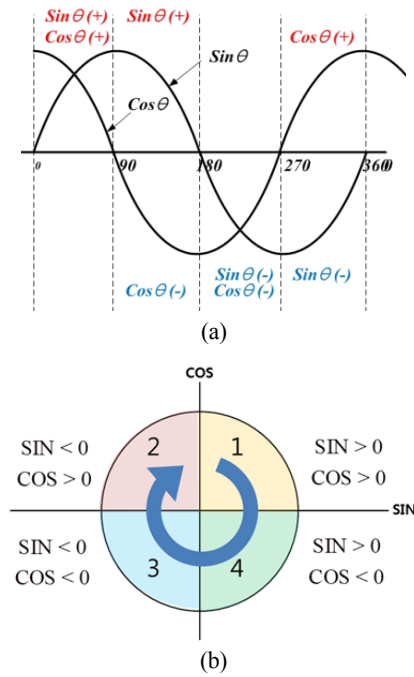 Sinθ(+) Sinθ(+)
Cosθ(+) Cosθ(+)
Sinθ
Cosθ
0 90 180 270 360 θ
Cosθ(-) Sinθ(-) Sinθ(-)
Cosθ(-)
(a)
COS
SIN < 0 2 1 SIN > 0
COS > 0 COS > 0
SIN
SIN < 0 3 4 SIN > 0
COS < 0 COS < 0
(b)